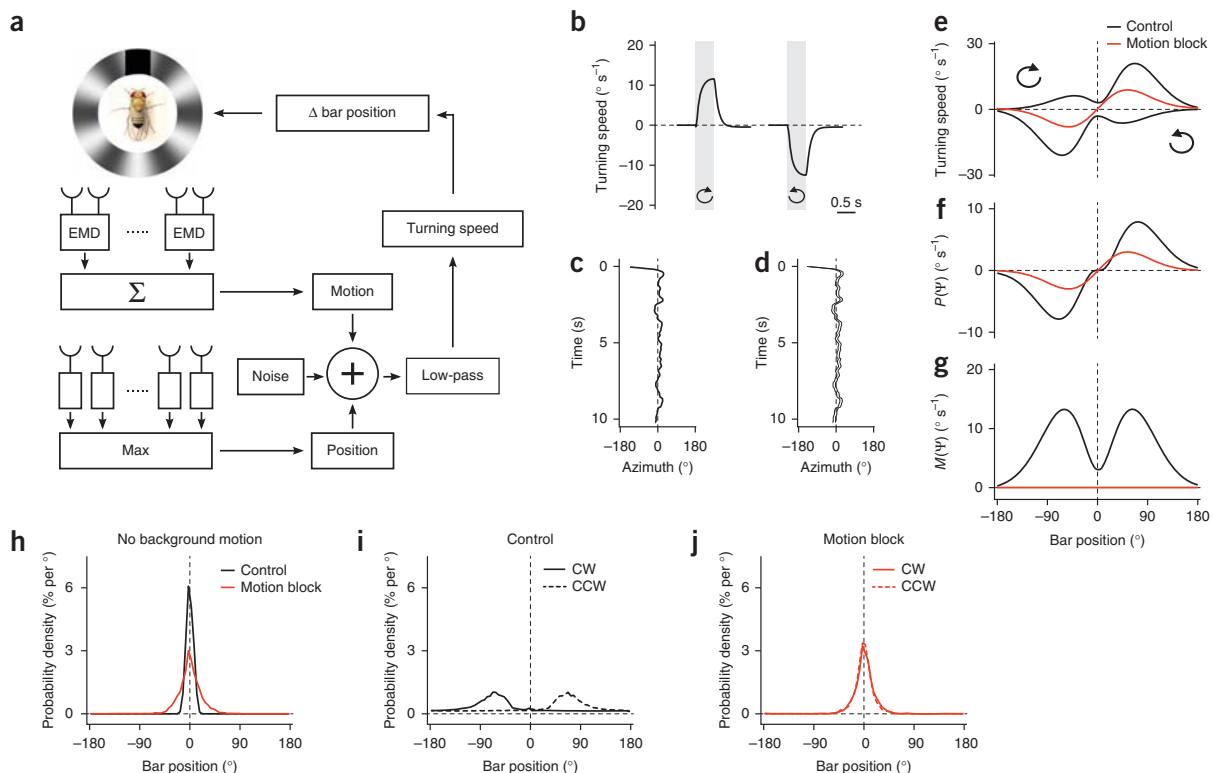 a
Δ bar position
Turning speed
EMD ..... EMD
Σ
Motion
Noise
+
Low-pass
.....
Max
Position
b
Turning speed (° s⁻¹)
20
10
0
−10
−20
0.5 s
c
Time (s)
0
5
10
−180 0 180
Azimuth (°)
d
Time (s)
0
5
10
−180 0 180
Azimuth (°)
e
Control
Motion block
Turning speed (° s⁻¹)
30
0
−30
f
P(Ψ) (° s⁻¹)
10
0
−10
g
M(Ψ) (° s⁻¹)
20
10
0
−180 −90 0 90 180
Bar position (°)
h
No background motion
Control
Motion block
Probability density (% per °)
6
3
0
−180 −90 0 90 180
Bar position (°)
i
Control
CW
CCW
Probability density (% per °)
6
3
0
−180 −90 0 90 180
Bar position (°)
j
Motion block
CW
CCW
Probability density (% per °)
6
3
0
−180 −90 0 90 180
Bar position (°)